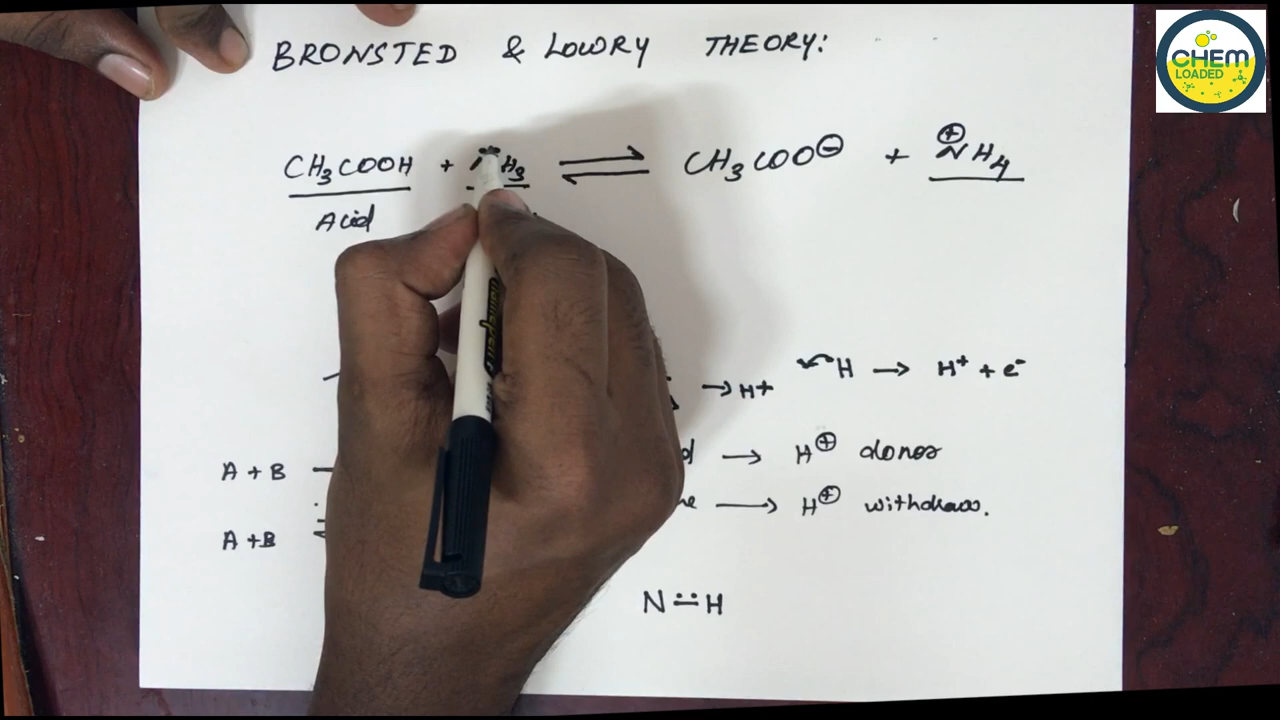 BRONSTED & LOWRY THEORY:
CHEM
LOADED
CH3COOH + NH3 ⇌ CH3COO⊖ + ⊕NH4
Acid
→ H+ H → H+ + e-
→ H⊕ donor
A + B
→ H⊕ withdraw.
A + B
N H